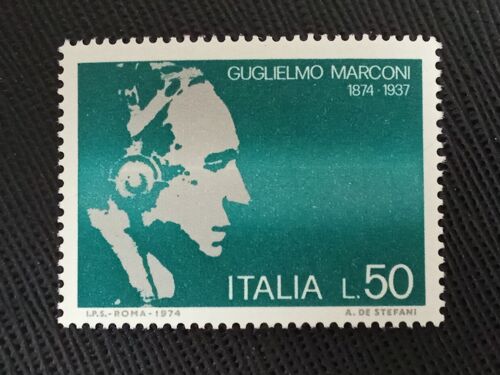 GUGLIELMO MARCONI
1874 - 1937
ITALIA L.50
I.P.S. - ROMA - 1974 A. DE STEFANI